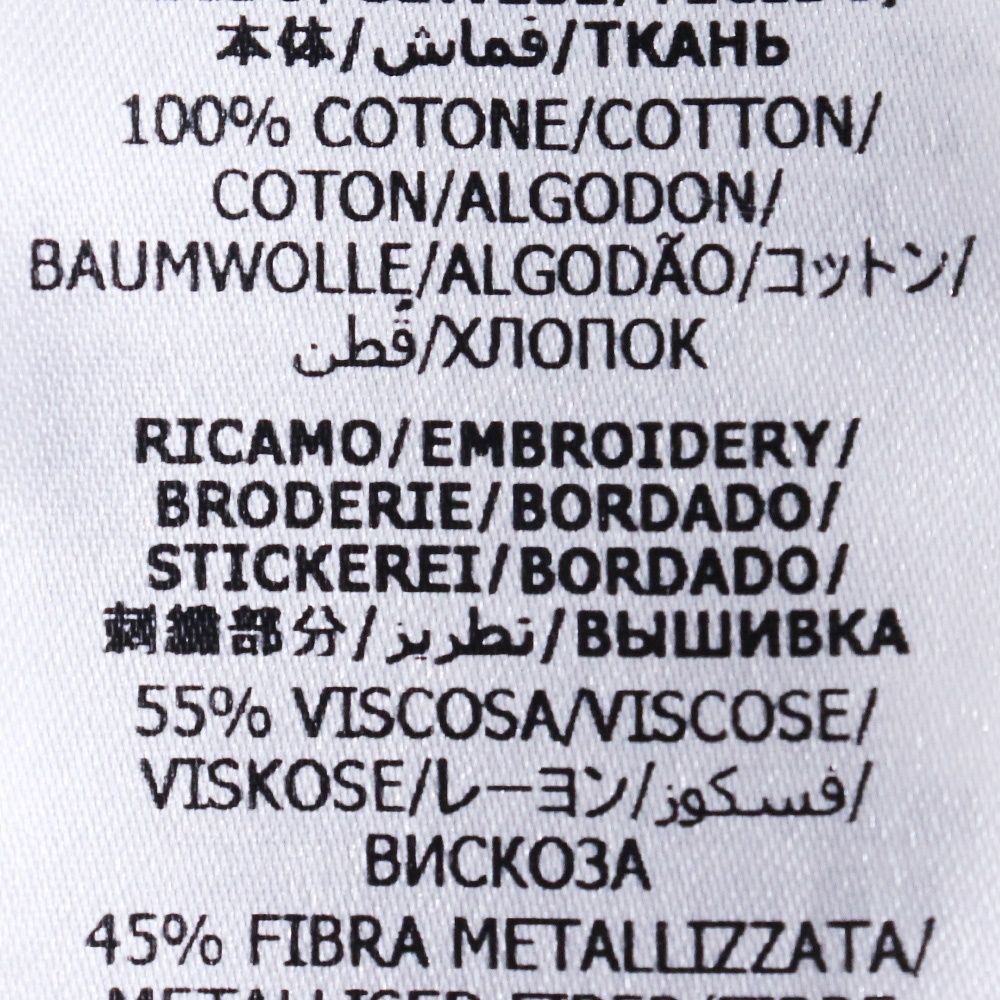 本体/قماش/ТКАНЬ
100% COTONE/COTTON/
COTON/ALGODON/
BAUMWOLLE/ALGODÃO/コットン/
قطن/ХЛОПОК
RICAMO/EMBROIDERY/
BRODERIE/BORDADO/
STICKEREI/BORDADO/
刺繍部分/تطريز/ВЫШИВКА
55% VISCOSA/VISCOSE/
VISKOSE/レーヨン/فسكوز/
ВИСКОЗА
45% FIBRA METALLIZZATA/